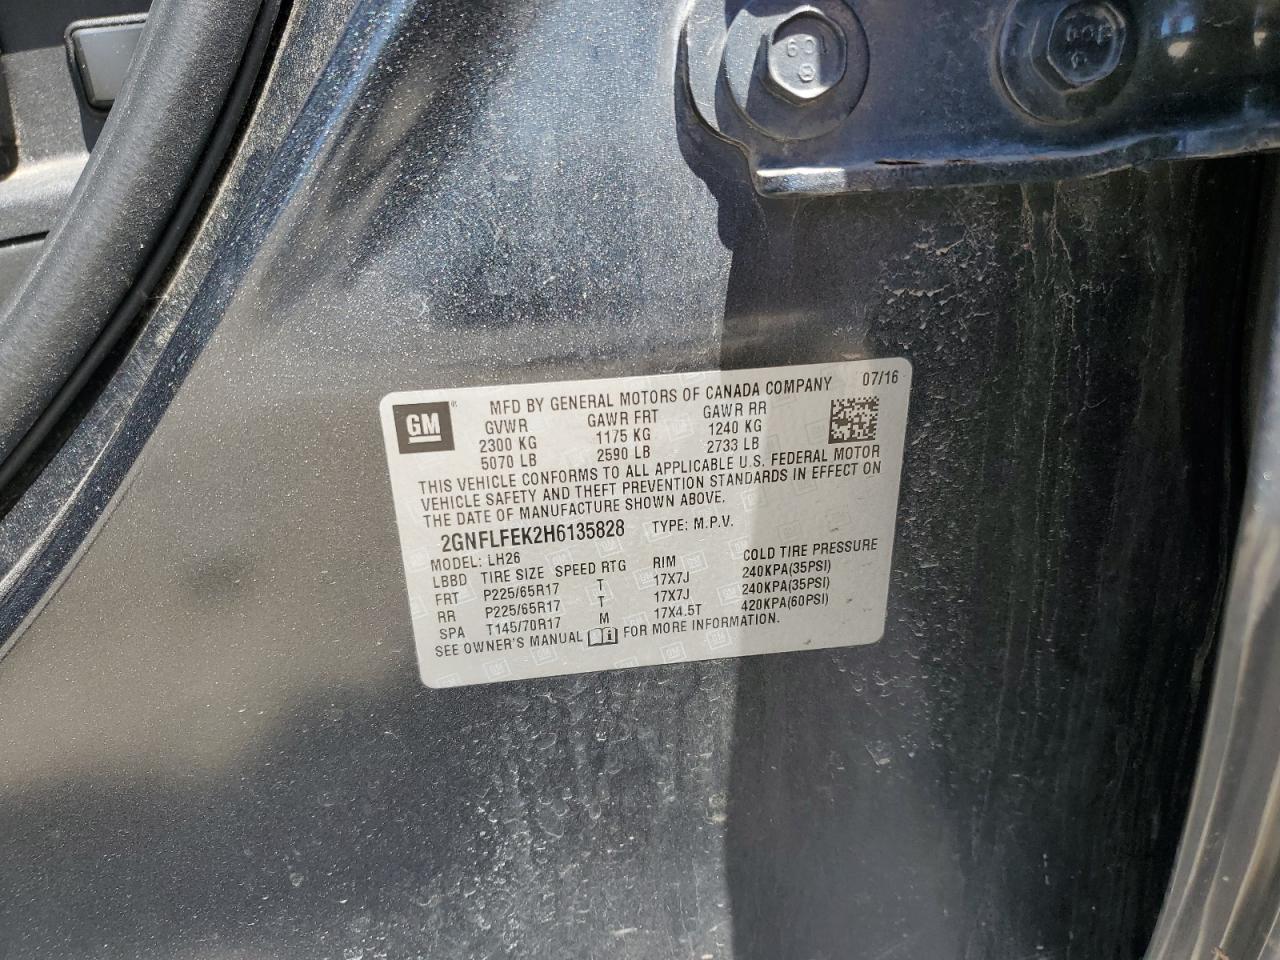 GM ® MFD BY GENERAL MOTORS OF CANADA COMPANY 07/16
GVWR GAWR FRT GAWR RR
2300 KG 1175 KG 1240 KG
5070 LB 2590 LB 2733 LB
THIS VEHICLE CONFORMS TO ALL APPLICABLE U.S. FEDERAL MOTOR
VEHICLE SAFETY AND THEFT PREVENTION STANDARDS IN EFFECT ON
THE DATE OF MANUFACTURE SHOWN ABOVE.
2GNFLFEK2H6135828 TYPE: M.P.V.
MODEL: LH26
LBBD TIRE SIZE SPEED RTG RIM COLD TIRE PRESSURE
FRT P225/65R17 T 17X7J 240KPA(35PSI)
RR P225/65R17 T 17X7J 240KPA(35PSI)
SPA T145/70R17 M 17X4.5T 420KPA(60PSI)
SEE OWNER'S MANUAL FOR MORE INFORMATION.